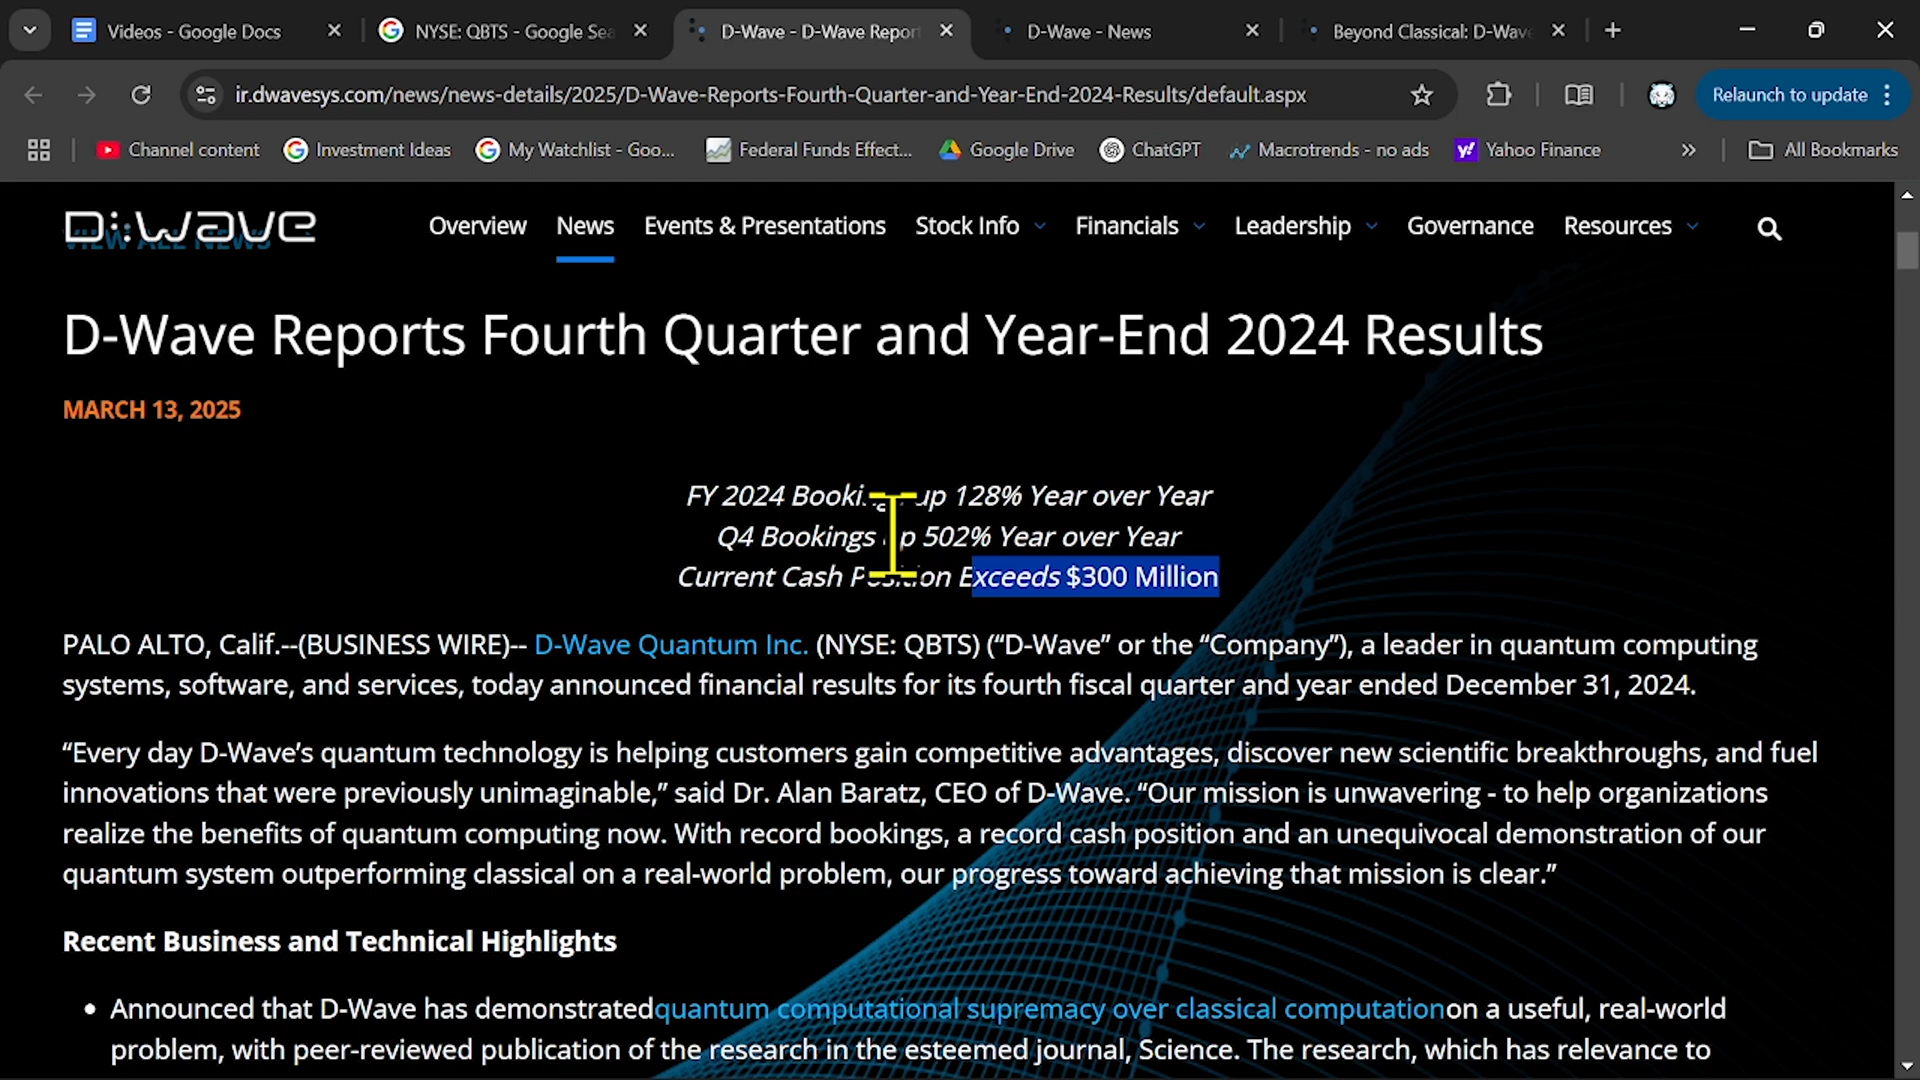 Videos - Google Docs
NYSE: QBTS - Google Sea
D-Wave - D-Wave Report
D-Wave - News
Beyond Classical: D-Wave
ir.dwavesys.com/news/news-details/2025/D-Wave-Reports-Fourth-Quarter-and-Year-End-2024-Results/default.aspx
Relaunch to update
Channel content
Investment Ideas
My Watchlist - Goo...
Federal Funds Effect...
Google Drive
ChatGPT
Macrotrends - no ads
Yahoo Finance
All Bookmarks
D:Wave
VIEW ALL NEWS
Overview
News
Events & Presentations
Stock Info
Financials
Leadership
Governance
Resources
D-Wave Reports Fourth Quarter and Year-End 2024 Results
MARCH 13, 2025
FY 2024 Bookings up 128% Year over Year
Q4 Bookings up 502% Year over Year
Current Cash Position Exceeds $300 Million
PALO ALTO, Calif.--(BUSINESS WIRE)-- D-Wave Quantum Inc. (NYSE: QBTS) (“D-Wave” or the “Company”), a leader in quantum computing
systems, software, and services, today announced financial results for its fourth fiscal quarter and year ended December 31, 2024.
“Every day D-Wave’s quantum technology is helping customers gain competitive advantages, discover new scientific breakthroughs, and fuel
innovations that were previously unimaginable,” said Dr. Alan Baratz, CEO of D-Wave. “Our mission is unwavering - to help organizations
realize the benefits of quantum computing now. With record bookings, a record cash position and an unequivocal demonstration of our
quantum system outperforming classical on a real-world problem, our progress toward achieving that mission is clear.”
Recent Business and Technical Highlights
• Announced that D-Wave has demonstratedquantum computational supremacy over classical computationon a useful, real-world
problem, with peer-reviewed publication of the research in the esteemed journal, Science. The research, which has relevance to